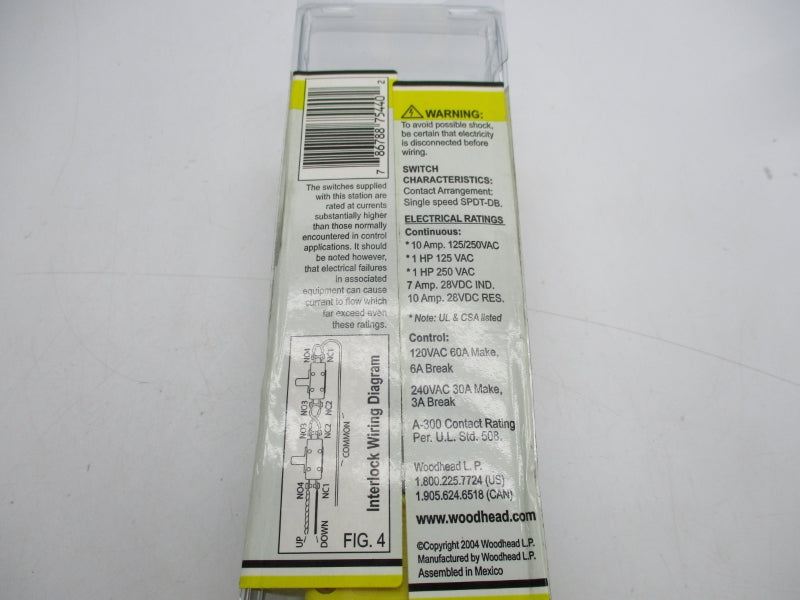 7 86788 75440 2
The switches supplied
with this station are
rated at currents
substantially higher
than those normally
encountered in control
applications. It should
be noted however,
that electrical failures
in associated
equipment can cause
current to flow which
far exceed even
these ratings.
NO4
NC1
NO3
NC2
NO3
NC2
NO4
NC1
COMMON
UP
DOWN
Interlock Wiring Diagram
FIG. 4
WARNING:
To avoid possible shock,
be certain that electricity
is disconnected before
wiring.
SWITCH
CHARACTERISTICS:
Contact Arrangement:
Single speed SPDT-DB.
ELECTRICAL RATINGS
Continuous:
* 10 Amp. 125/250VAC
* 1 HP 125 VAC
* 1 HP 250 VAC
7 Amp. 28VDC IND.
10 Amp. 28VDC RES.
* Note: UL & CSA listed
Control:
120VAC 60A Make,
6A Break
240VAC 30A Make,
3A Break
A-300 Contact Rating
Per. U.L. Std. 508.
Woodhead L. P.
1.800.225.7724 (US)
1.905.624.6518 (CAN)
www.woodhead.com
©Copyright 2004 Woodhead L.P.
Manufactured by Woodhead L.P.
Assembled in Mexico